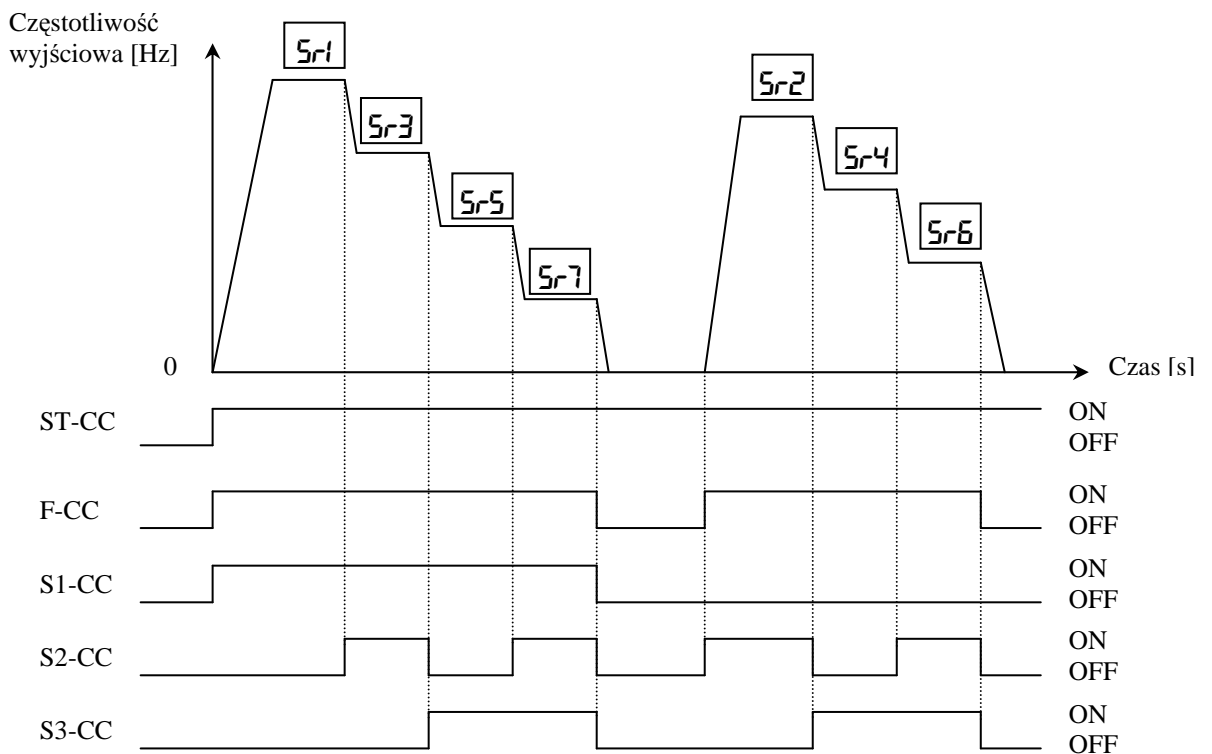 Częstotliwość
wyjściowa [Hz]
Sr1
Sr2
Sr3
Sr4
Sr5
Sr6
Sr7
0
Czas [s]
ST-CC
ON
OFF
F-CC
ON
OFF
S1-CC
ON
OFF
S2-CC
ON
OFF
S3-CC
ON
OFF